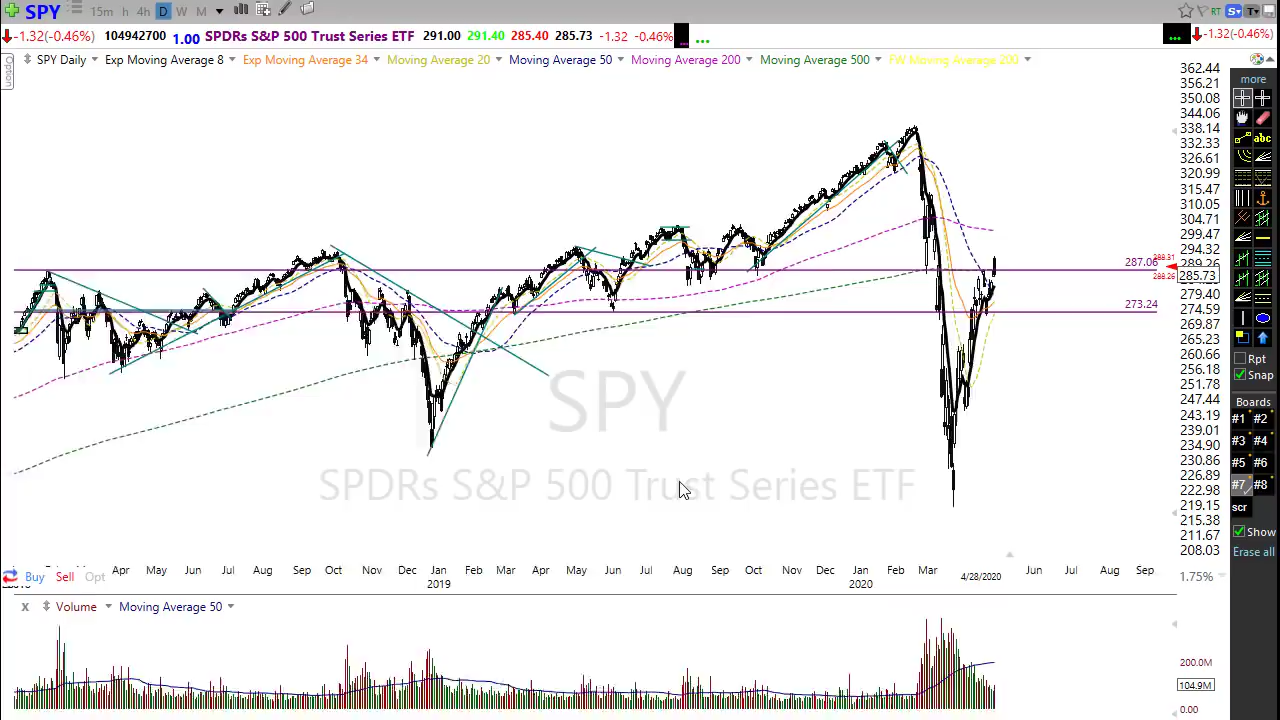 SPY 15m h 4h D W M RT S T
-1.32(-0.46%) 104942700 1.00 SPDRs S&P 500 Trust Series ETF 291.00 291.40 285.40 285.73 -1.32 -0.46% ... ... -1.32(-0.46%)
Option
SPY Daily Exp Moving Average 8 Exp Moving Average 34 Moving Average 20 Moving Average 50 Moving Average 200 Moving Average 500 FW Moving Average 200
362.44
356.21
350.08
344.06
338.14
332.33
326.61
320.99
315.47
310.05
304.71
299.47
294.32
289.26
285.73
279.40
274.59
269.87
265.23
260.66
256.18
251.78
247.44
243.19
239.01
234.90
230.86
226.89
222.98
219.15
215.38
211.67
208.03
287.06
288.31
288.26
273.24
SPY
SPDRs S&P 500 Trust Series ETF
more
abc
Rpt
Snap
Boards
#1 #2
#3 #4
#5 #6
#7 #8
scr
Show
Erase all
Buy Sell Opt
Apr May Jun Jul Aug Sep Oct Nov Dec Jan Feb Mar Apr May Jun Jul Aug Sep Oct Nov Dec Jan Feb Mar 4/28/2020 Jun Jul Aug Sep
2019 2020
1.75%
x Volume Moving Average 50
200.0M
104.9M
0.00